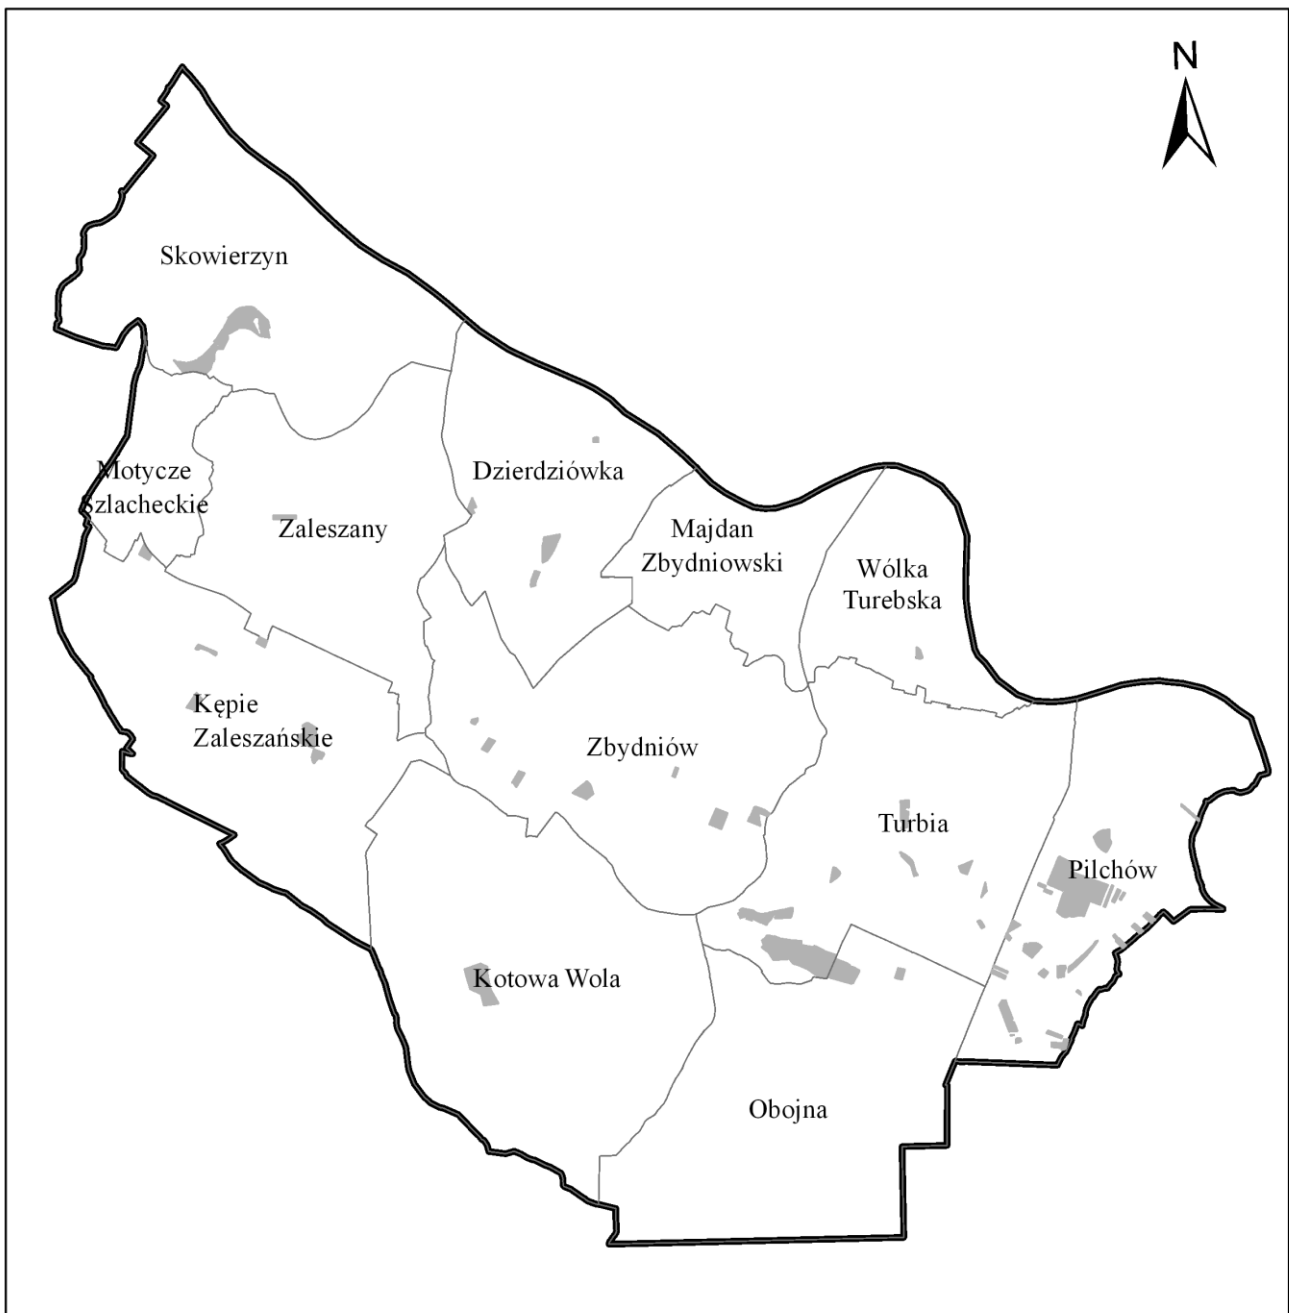 N
Skowierzyn
Motycze
Szlacheckie
Dzierdziówka
Zaleszany
Majdan
Zbydniowski
Wólka
Turebska
Kępie
Zaleszańskie
Zbydniów
Turbia
Pilchów
Kotowa Wola
Obojna